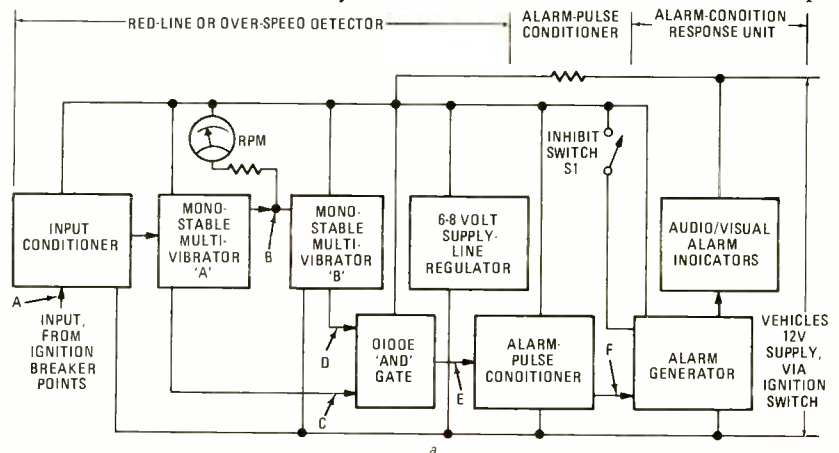 RED-LINE OR OVER-SPEED DETECTOR
ALARM-PULSE
CONDITIONER
ALARM-CONDITION
RESPONSE UNIT
RPM
INHIBIT
SWITCH
S1
INPUT
CONDITIONER
MONO-
STABLE
MULTI-
VIBRATOR
'A'
B
MONO-
STABLE
MULTI-
VIBRATOR
'B'
6-8 VOLT
SUPPLY-
LINE
REGULATOR
AUDIO/VISUAL
ALARM
INDICATORS
A
INPUT,
FROM
IGNITION
BREAKER
POINTS
D
C
DIODE
'AND'
GATE
E
ALARM-
PULSE
CONDITIONER
F
ALARM
GENERATOR
VEHICLES
12V
SUPPLY,
VIA
IGNITION
SWITCH
a